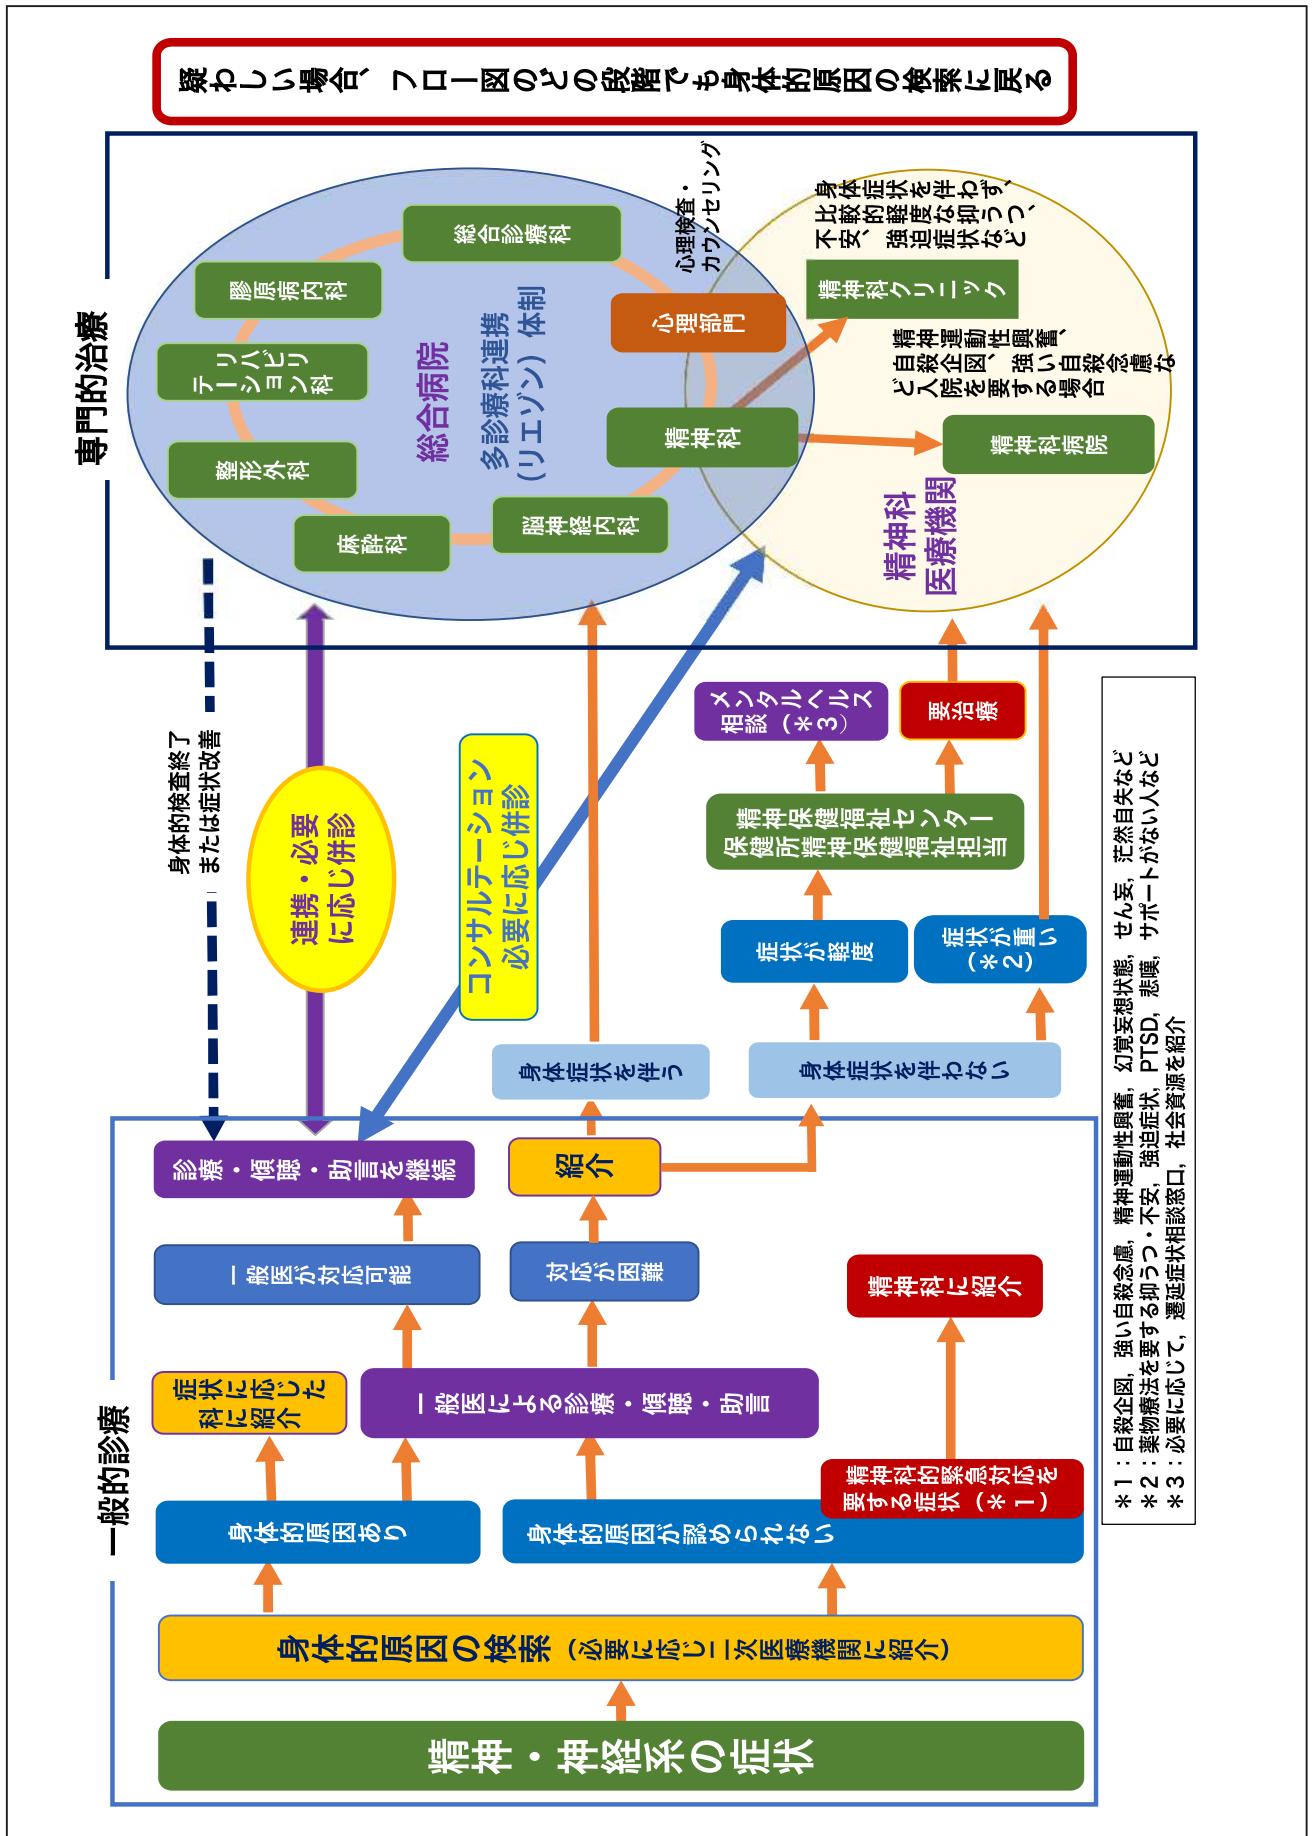 一般的診療
精神・神経系の症状
身体的原因の検索（必要に応じ二次医療機関に紹介）
身体的原因あり
身体的原因が認められない
精神科的緊急対応を
要する症状（＊１）
症状に応じた
科に紹介
一般医による診療・傾聴・助言
精神科に紹介
一般医が対応可能
対応が困難
診療・傾聴・助言を継続
紹介
身体症状を伴う
身体症状を伴わない
身体的検査終了
または症状改善
連携・必要
に応じ併診
コンサルテーション
必要に応じ併診
症状が軽度
症状が重い
（＊２）
精神保健福祉センター
保健所精神保健福祉担当
メンタルヘルス
相談（＊３）
要治療
専門的治療
麻酔科
整形外科
リハビリ
テーション科
膠原病内科
総合診療科
脳神経内科
総合病院
多診療科連携
（リエゾン）体制
精神科
心理部門
心理検査・
カウンセリング
精神科
医療機関
精神科病院
精神運動性興奮、
自殺企図、強い自殺念慮な
ど入院を要する場合
精神科クリニック
身体症状を伴わず、
比較的軽度な抑うつ、
不安、強迫症状など
疑わしい場合、フロー図のどの段階でも身体的原因の検索に戻る
＊１：自殺企図，強い自殺念慮，精神運動性興奮，幻覚妄想状態，せん妄，茫然自失など
＊２：薬物療法を要する抑うつ・不安，強迫症状，PTSD，悲嘆，サポートがない人など
＊３：必要に応じて，遷延症状相談窓口，社会資源を紹介